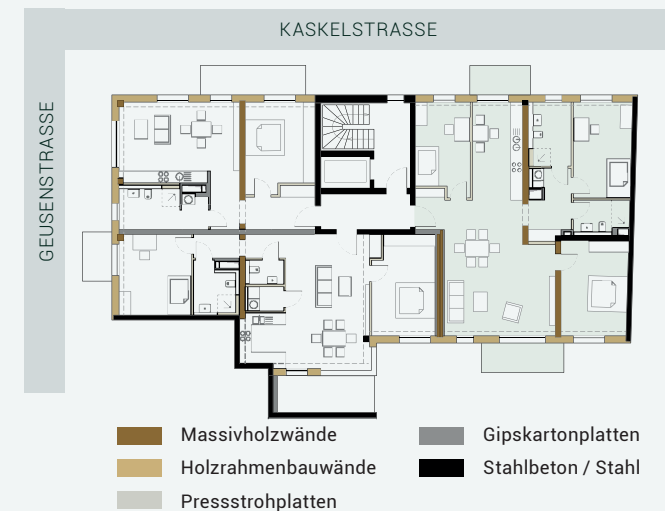 KASKELSTRASSE
GEUSENSTRASSE
Massivholzwände
Holzrahmenbauwände
Pressstrohplatten
Gipskartonplatten
Stahlbeton / Stahl